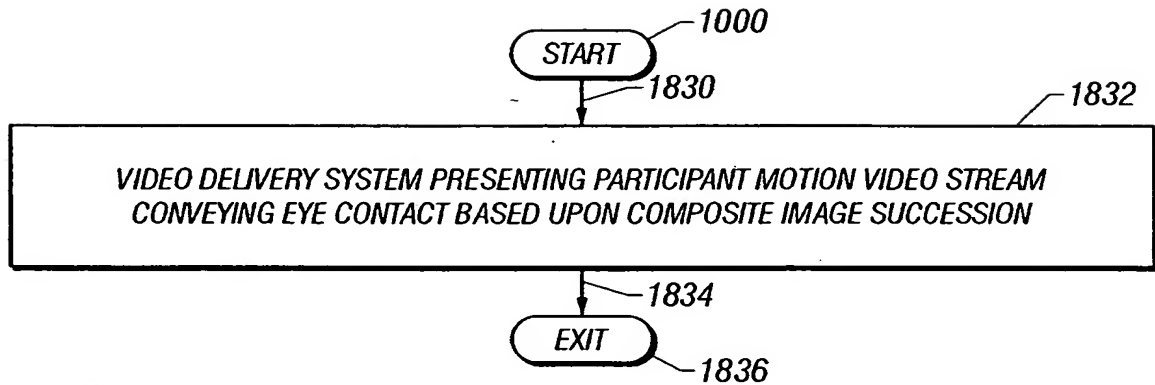 1000
START
1830
1832
VIDEO DELIVERY SYSTEM PRESENTING PARTICIPANT MOTION VIDEO STREAM
CONVEYING EYE CONTACT BASED UPON COMPOSITE IMAGE SUCCESSION
1834
EXIT
1836